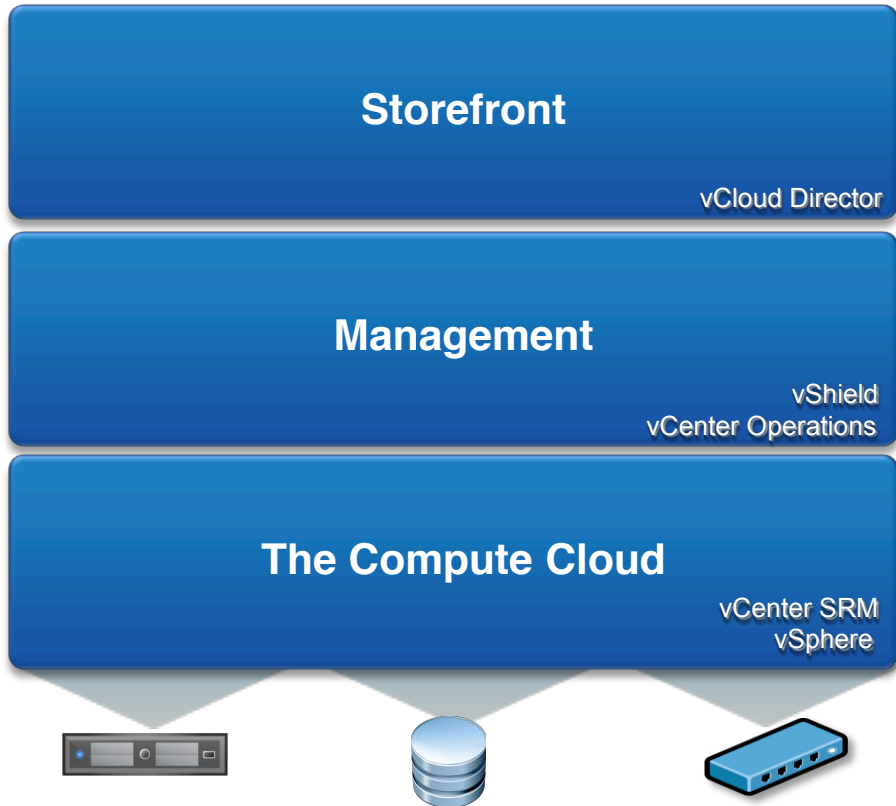 Storefront
vCloud Director
Management
vShield
vCenter Operations
The Compute Cloud
vCenter SRM
vSphere